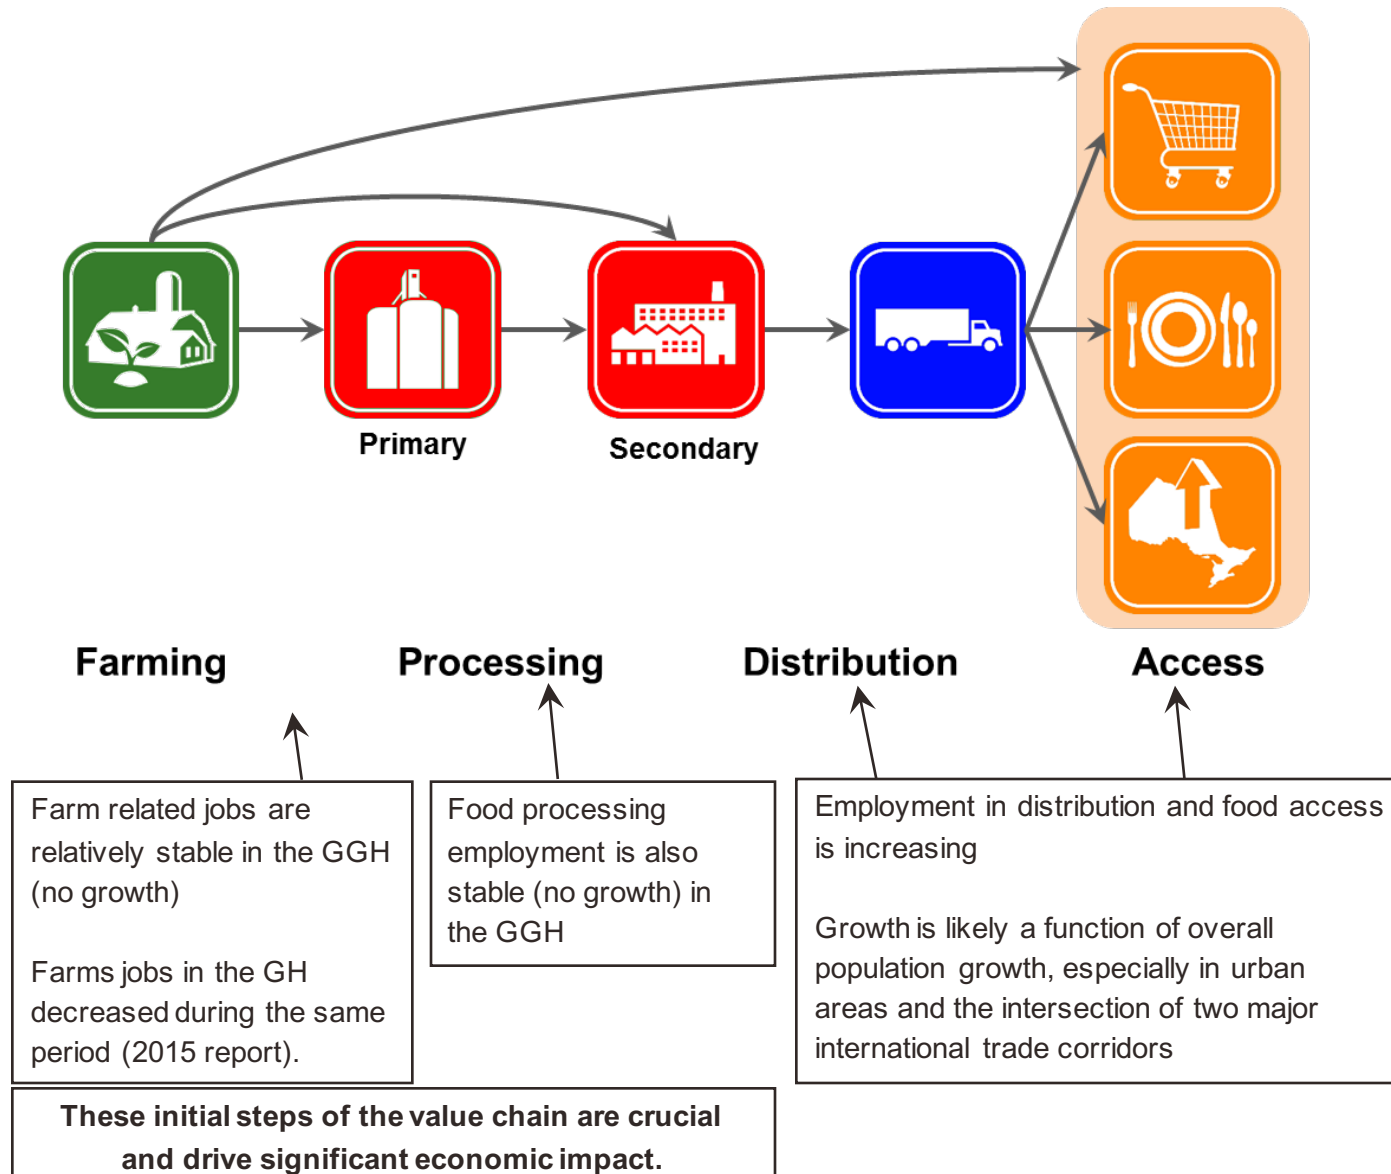 Primary
Secondary
Farming
Processing
Distribution
Access
Farm related jobs are
relatively stable in the GGH
(no growth)
Farms jobs in the GH
decreased during the same
period (2015 report).
Food processing
employment is also
stable (no growth) in
the GGH
Employment in distribution and food access
is increasing
Growth is likely a function of overall
population growth, especially in urban
areas and the intersection of two major
international trade corridors
These initial steps of the value chain are crucial
and drive significant economic impact.